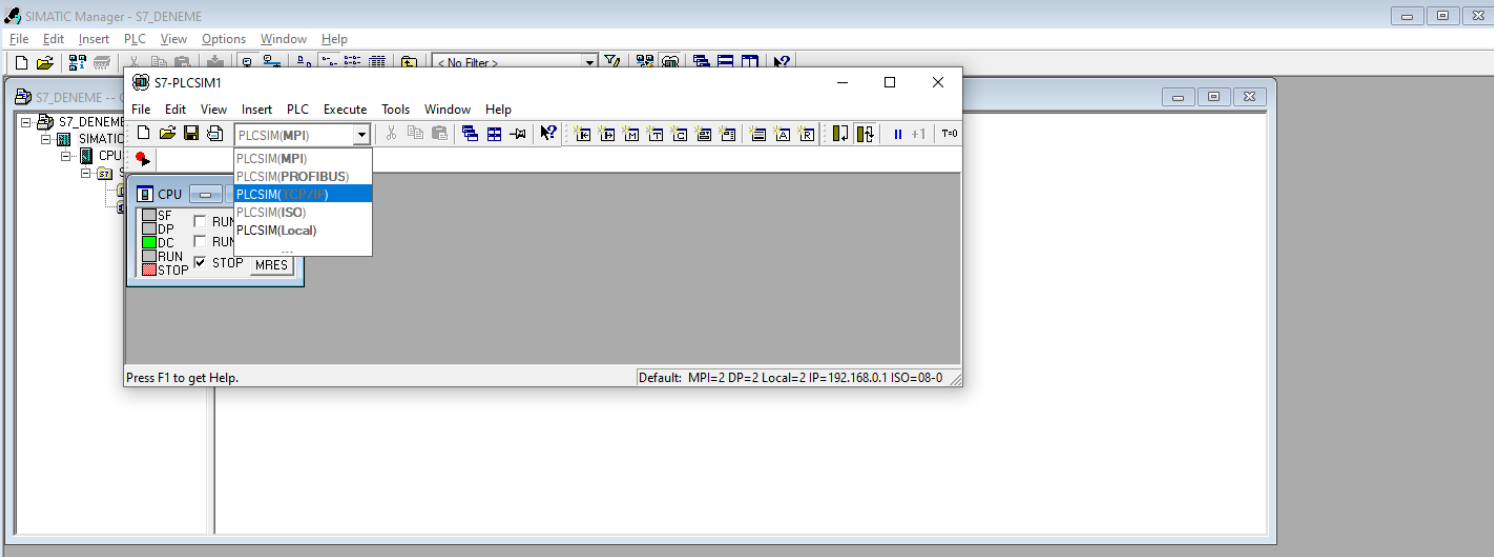 SIMATIC Manager - S7_DENEME
File Edit Insert PLC View Options Window Help
< No Filter >
S7-PLCSIM1
S7_DENEME --
File Edit View Insert PLC Execute Tools Window Help
S7_DENEME
SIMATIC
PLCSIM(MPI)
+1
T=0
CPU
PLCSIM(MPI)
PLCSIM(PROFIBUS)
PLCSIM(TCP/IP)
PLCSIM(ISO)
PLCSIM(Local)
...
CPU
SF
DP
DC
RUN
STOP
STOP
MRES
Press F1 to get Help.
Default: MPI=2 DP=2 Local=2 IP=192.168.0.1 ISO=08-0